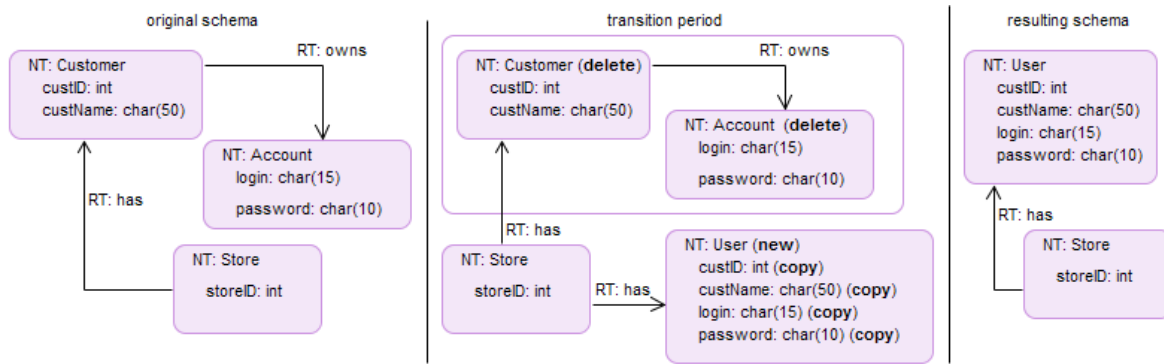 original schema
RT: owns
NT: Customer
custID: int
custName: char(50)
NT: Account
login: char(15)
password: char(10)
RT: has
NT: Store
storeID: int
transition period
RT: owns
NT: Customer (delete)
custID: int
custName: char(50)
NT: Account (delete)
login: char(15)
password: char(10)
RT: has
NT: Store
storeID: int
RT: has
NT: User (new)
custID: int (copy)
custName: char(50) (copy)
login: char(15) (copy)
password: char(10) (copy)
resulting schema
NT: User
custID: int
custName: char(50)
login: char(15)
password: char(10)
RT: has
NT: Store
storeID: int